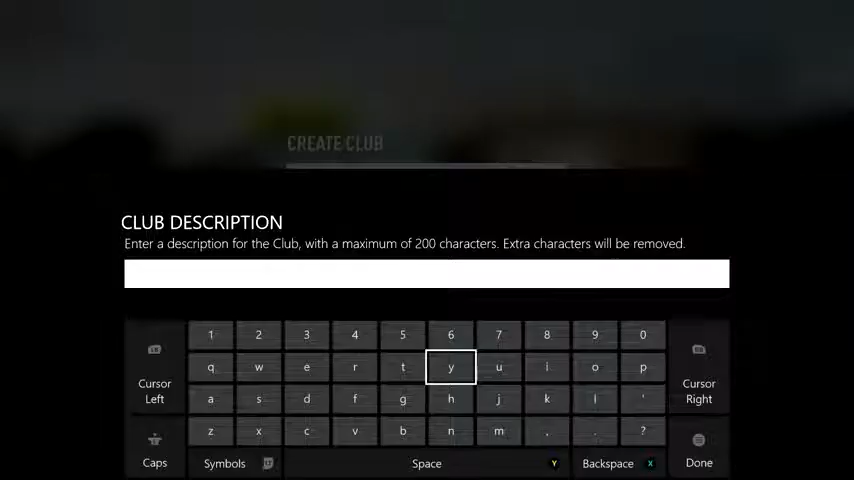 CREATE CLUB
CLUB DESCRIPTION
Enter a description for the Club, with a maximum of 200 characters. Extra characters will be removed.
1 2 3 4 5 6 7 8 9 0
q w e r t y u i o p
Cursor Left
a s d f g h j k l '
Cursor Right
z x c v b n m , . ?
Caps
Symbols
Space
Y
Backspace
X
Done